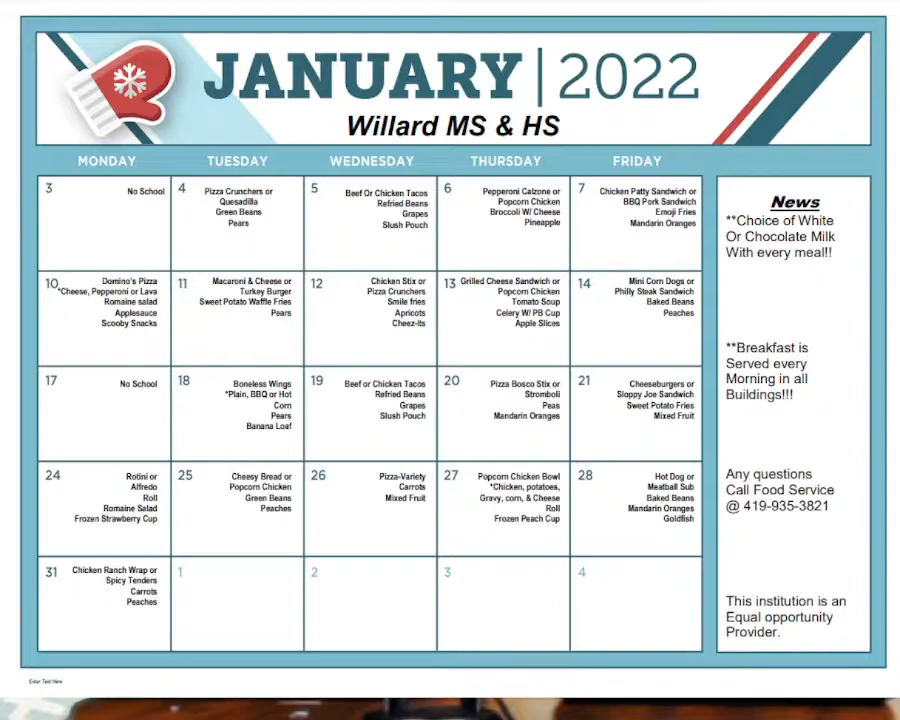 JANUARY | 2022
Willard MS & HS
MONDAY
TUESDAY
WEDNESDAY
THURSDAY
FRIDAY
3
No School
4
Pizza Crunchers or
Quesadilla
Green Beans
Pears
5
Beef Or Chicken Tacos
Refried Beans
Grapes
Slush Pouch
6
Pepperoni Calzone or
Popcorn Chicken
Broccoli W/ Cheese
Pineapple
7
Chicken Patty Sandwich or
BBQ Pork Sandwich
Emoji Fries
Mandarin Oranges
10
Domino's Pizza
*Cheese, Pepperoni or Lava
Romaine salad
Applesauce
Scooby Snacks
11
Macaroni & Cheese or
Turkey Burger
Sweet Potato Waffle Fries
Pears
12
Chicken Stix or
Pizza Crunchers
Smile fries
Apricots
Cheez-Its
13
Grilled Cheese Sandwich or
Popcorn Chicken
Tomato Soup
Celery W/ PB Cup
Apple Slices
14
Mini Corn Dogs or
Philly Steak Sandwich
Baked Beans
Peaches
17
No School
18
Boneless Wings
*Plain, BBQ or Hot
Corn
Pears
Banana Loaf
19
Beef or Chicken Tacos
Refried Beans
Grapes
Slush Pouch
20
Pizza Bosco Stix or
Stromboli
Peas
Mandarin Oranges
21
Cheeseburgers or
Sloppy Joe Sandwich
Sweet Potato Fries
Mixed Fruit
24
Rotini or
Alfredo
Roll
Romaine Salad
Frozen Strawberry Cup
25
Cheesy Bread or
Popcorn Chicken
Green Beans
Peaches
26
Pizza-Variety
Carrots
Mixed Fruit
27
Popcorn Chicken Bowl
*Chicken, potatoes,
Gravy, corn, & Cheese
Roll
Frozen Peach Cup
28
Hot Dog or
Meatball Sub
Baked Beans
Mandarin Oranges
Goldfish
31
Chicken Ranch Wrap or
Spicy Tenders
Carrots
Peaches
1
2
3
4
News
**Choice of White
Or Chocolate Milk
With every meal!!
**Breakfast is
Served every
Morning in all
Buildings!!!
Any questions
Call Food Service
@ 419-935-3821
This institution is an
Equal opportunity
Provider.
Enter Text Here